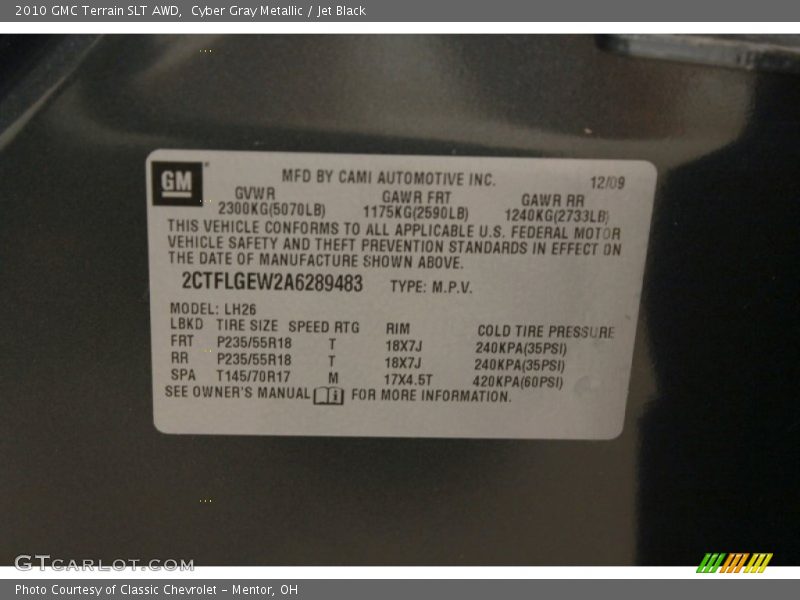 2010 GMC Terrain SLT AWD,  Cyber Gray Metallic / Jet Black
GM
MFD BY CAMI AUTOMOTIVE INC. 12/09
GVWR GAWR FRT GAWR RR
2300KG(5070LB) 1175KG(2590LB) 1240KG(2733LB)
THIS VEHICLE CONFORMS TO ALL APPLICABLE U.S. FEDERAL MOTOR
VEHICLE SAFETY AND THEFT PREVENTION STANDARDS IN EFFECT ON
THE DATE OF MANUFACTURE SHOWN ABOVE.
2CTFLGEW2A6289483 TYPE: M.P.V.
MODEL: LH26
LBKD TIRE SIZE SPEED RTG RIM COLD TIRE PRESSURE
FRT P235/55R18 T 18X7J 240KPA(35PSI)
RR P235/55R18 T 18X7J 240KPA(35PSI)
SPA T145/70R17 M 17X4.5T 420KPA(60PSI)
SEE OWNER'S MANUAL FOR MORE INFORMATION.
GTCARLOT.COM
Photo Courtesy of Classic Chevrolet - Mentor, OH